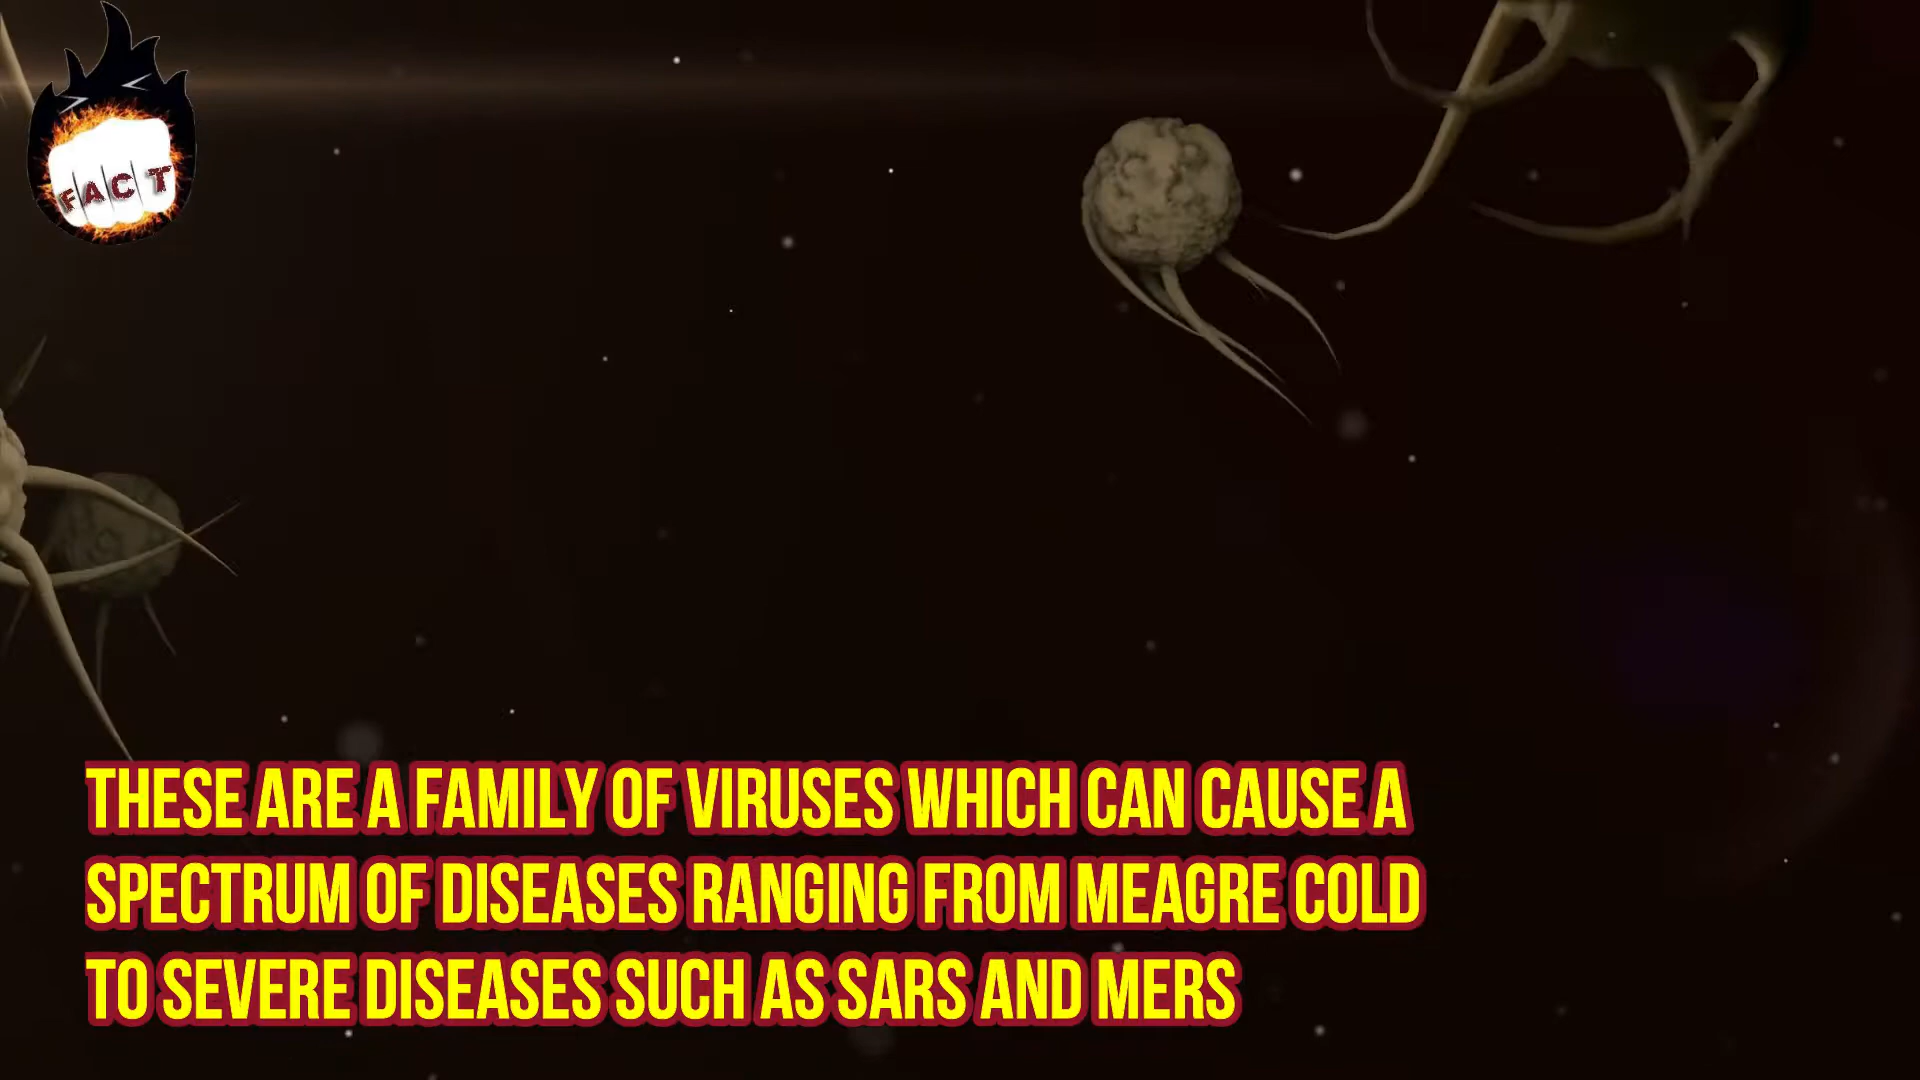 FACT
THESE ARE A FAMILY OF VIRUSES WHICH CAN CAUSE A
SPECTRUM OF DISEASES RANGING FROM MEAGRE COLD
TO SEVERE DISEASES SUCH AS SARS AND MERS